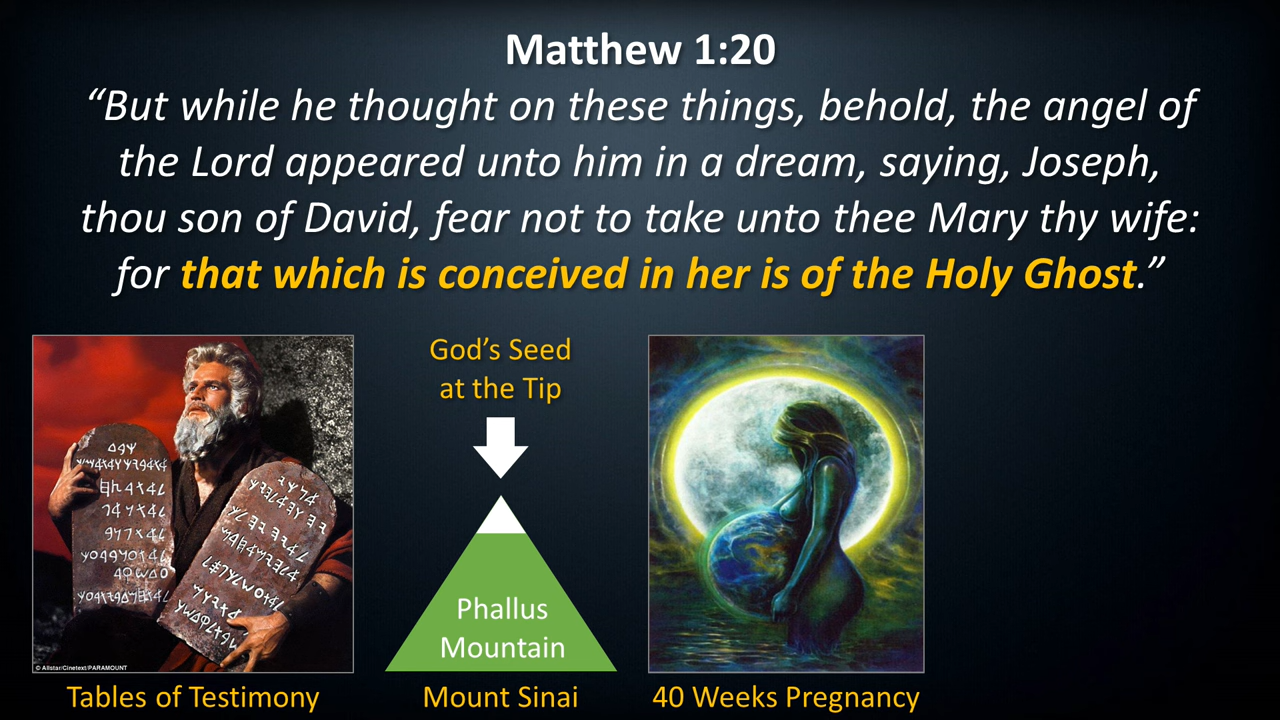 Matthew 1:20
“But while he thought on these things, behold, the angel of
the Lord appeared unto him in a dream, saying, Joseph,
thou son of David, fear not to take unto thee Mary thy wife:
for that which is conceived in her is of the Holy Ghost.”
God’s Seed
at the Tip
Phallus
Mountain
© Allstar/Cinetext/PARAMOUNT
Tables of Testimony
Mount Sinai
40 Weeks Pregnancy